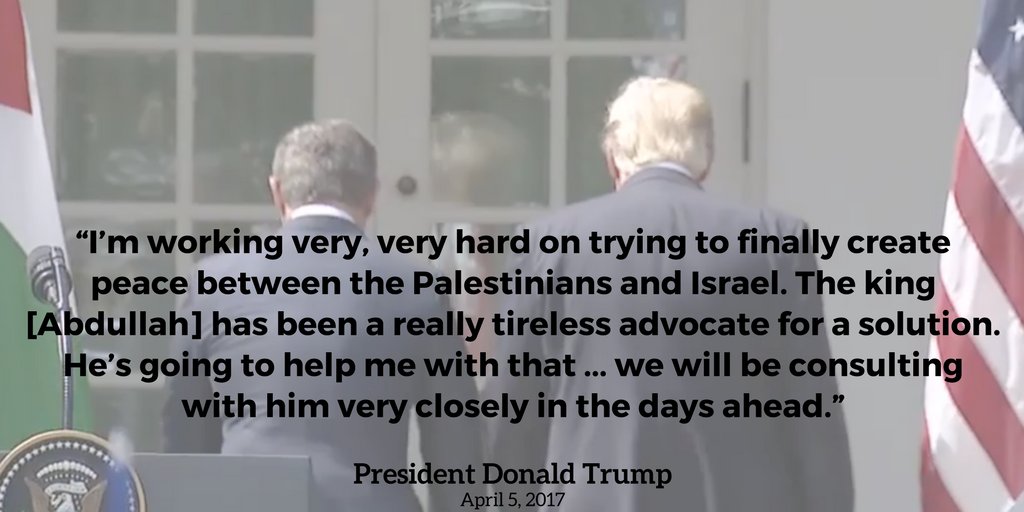 “I’m working very, very hard on trying to finally create
peace between the Palestinians and Israel. The king
[Abdullah] has been a really tireless advocate for a solution.
He’s going to help me with that ... we will be consulting
with him very closely in the days ahead.”
President Donald Trump
April 5, 2017